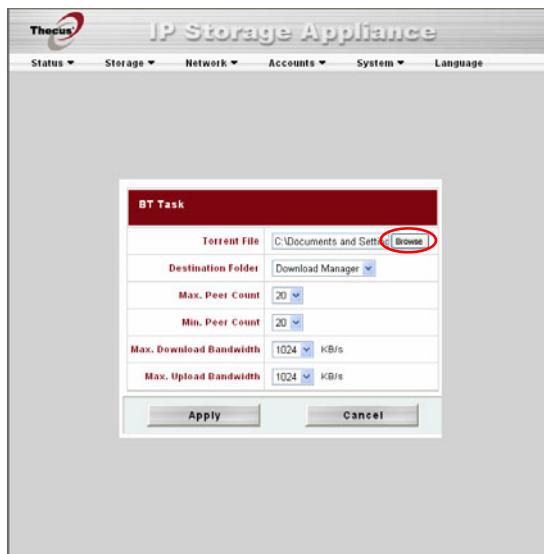 Thecus
IP Storage Appliance
Status Storage Network Accounts System Language
BT Task
Torrent File C:\Documents and Settin Browse
Destination Folder Download Manager
Max. Peer Count 20
Min. Peer Count 20
Max. Download Bandwidth 1024 KB/s
Max. Upload Bandwidth 1024 KB/s
Apply Cancel